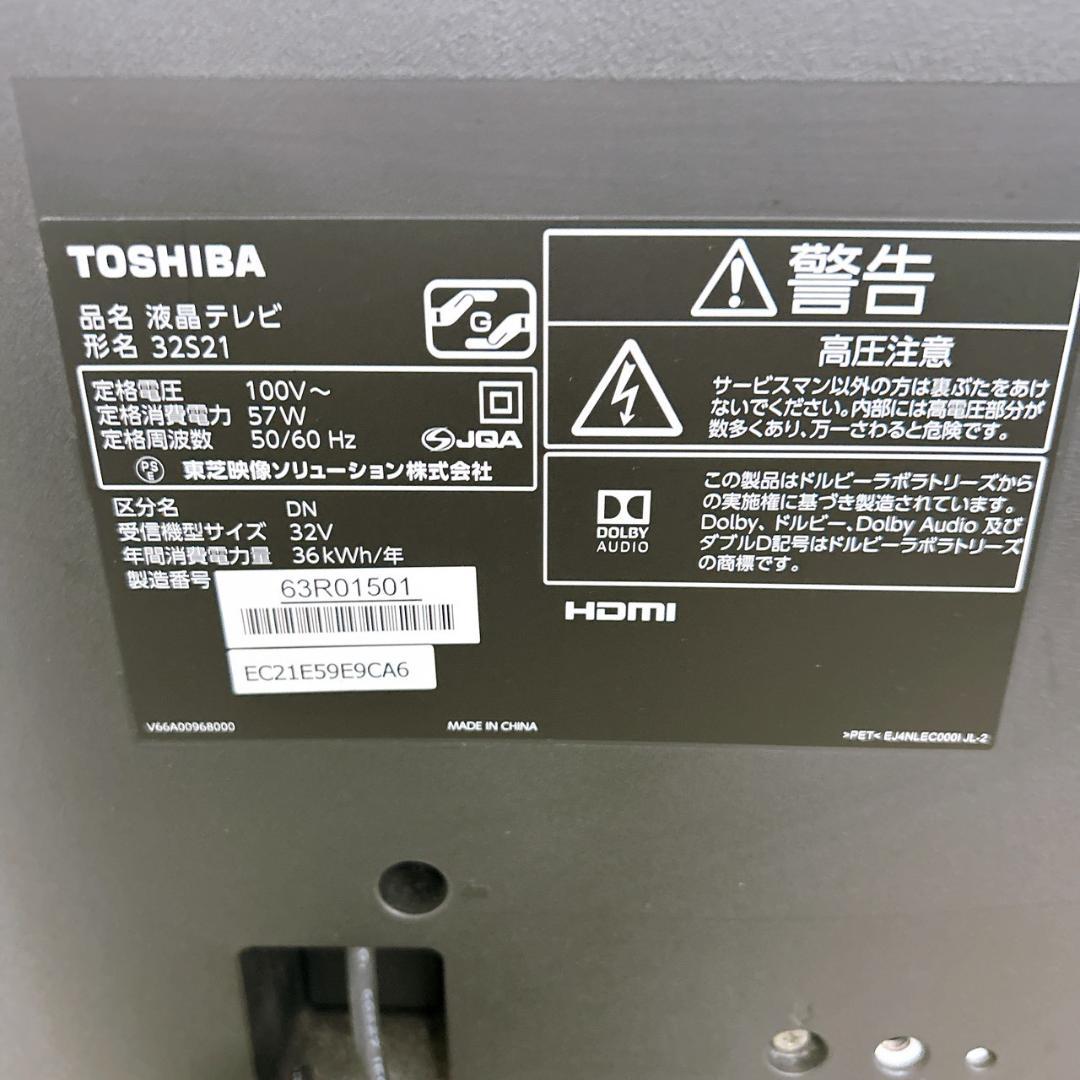 TOSHIBA
品名 液晶テレビ
形名 32S21
G
定格電圧 100V～
定格消費電力 57W
定格周波数 50/60 Hz
JQA
PSE 東芝映像ソリューション株式会社
区分名 DN
受信機型サイズ 32V
年間消費電力量 36kWh/年
製造番号
63R01501
EC21E59E9CA6
V66A00968000
MADE IN CHINA
警告
高圧注意
サービスマン以外の方は裏ぶたをあけ
ないでください。内部には高電圧部分が
数多くあり、万一さわると危険です。
DOLBY
AUDIO
この製品はドルビーラボラトリーズから
の実施権に基づき製造されています。
Dolby、ドルビー、Dolby Audio 及び
ダブルD記号はドルビーラボラトリーズ
の商標です。
HDMI
>PET< EJ4NLEC000I JL-2